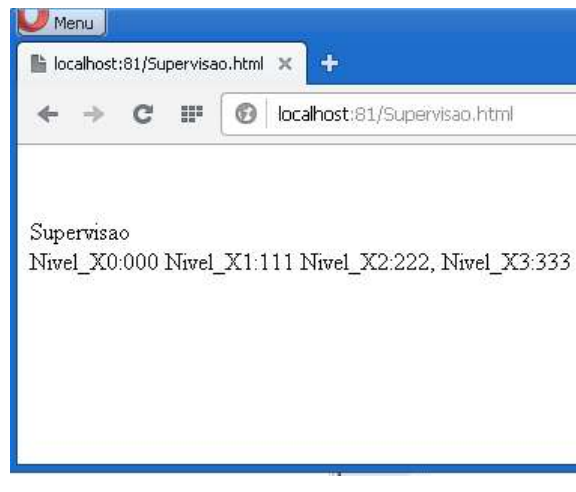 Menu
localhost:81/Supervisao.html
localhost:81/Supervisao.html
Supervisao
Nivel_X0:000 Nivel_X1:111 Nivel_X2:222, Nivel_X3:333